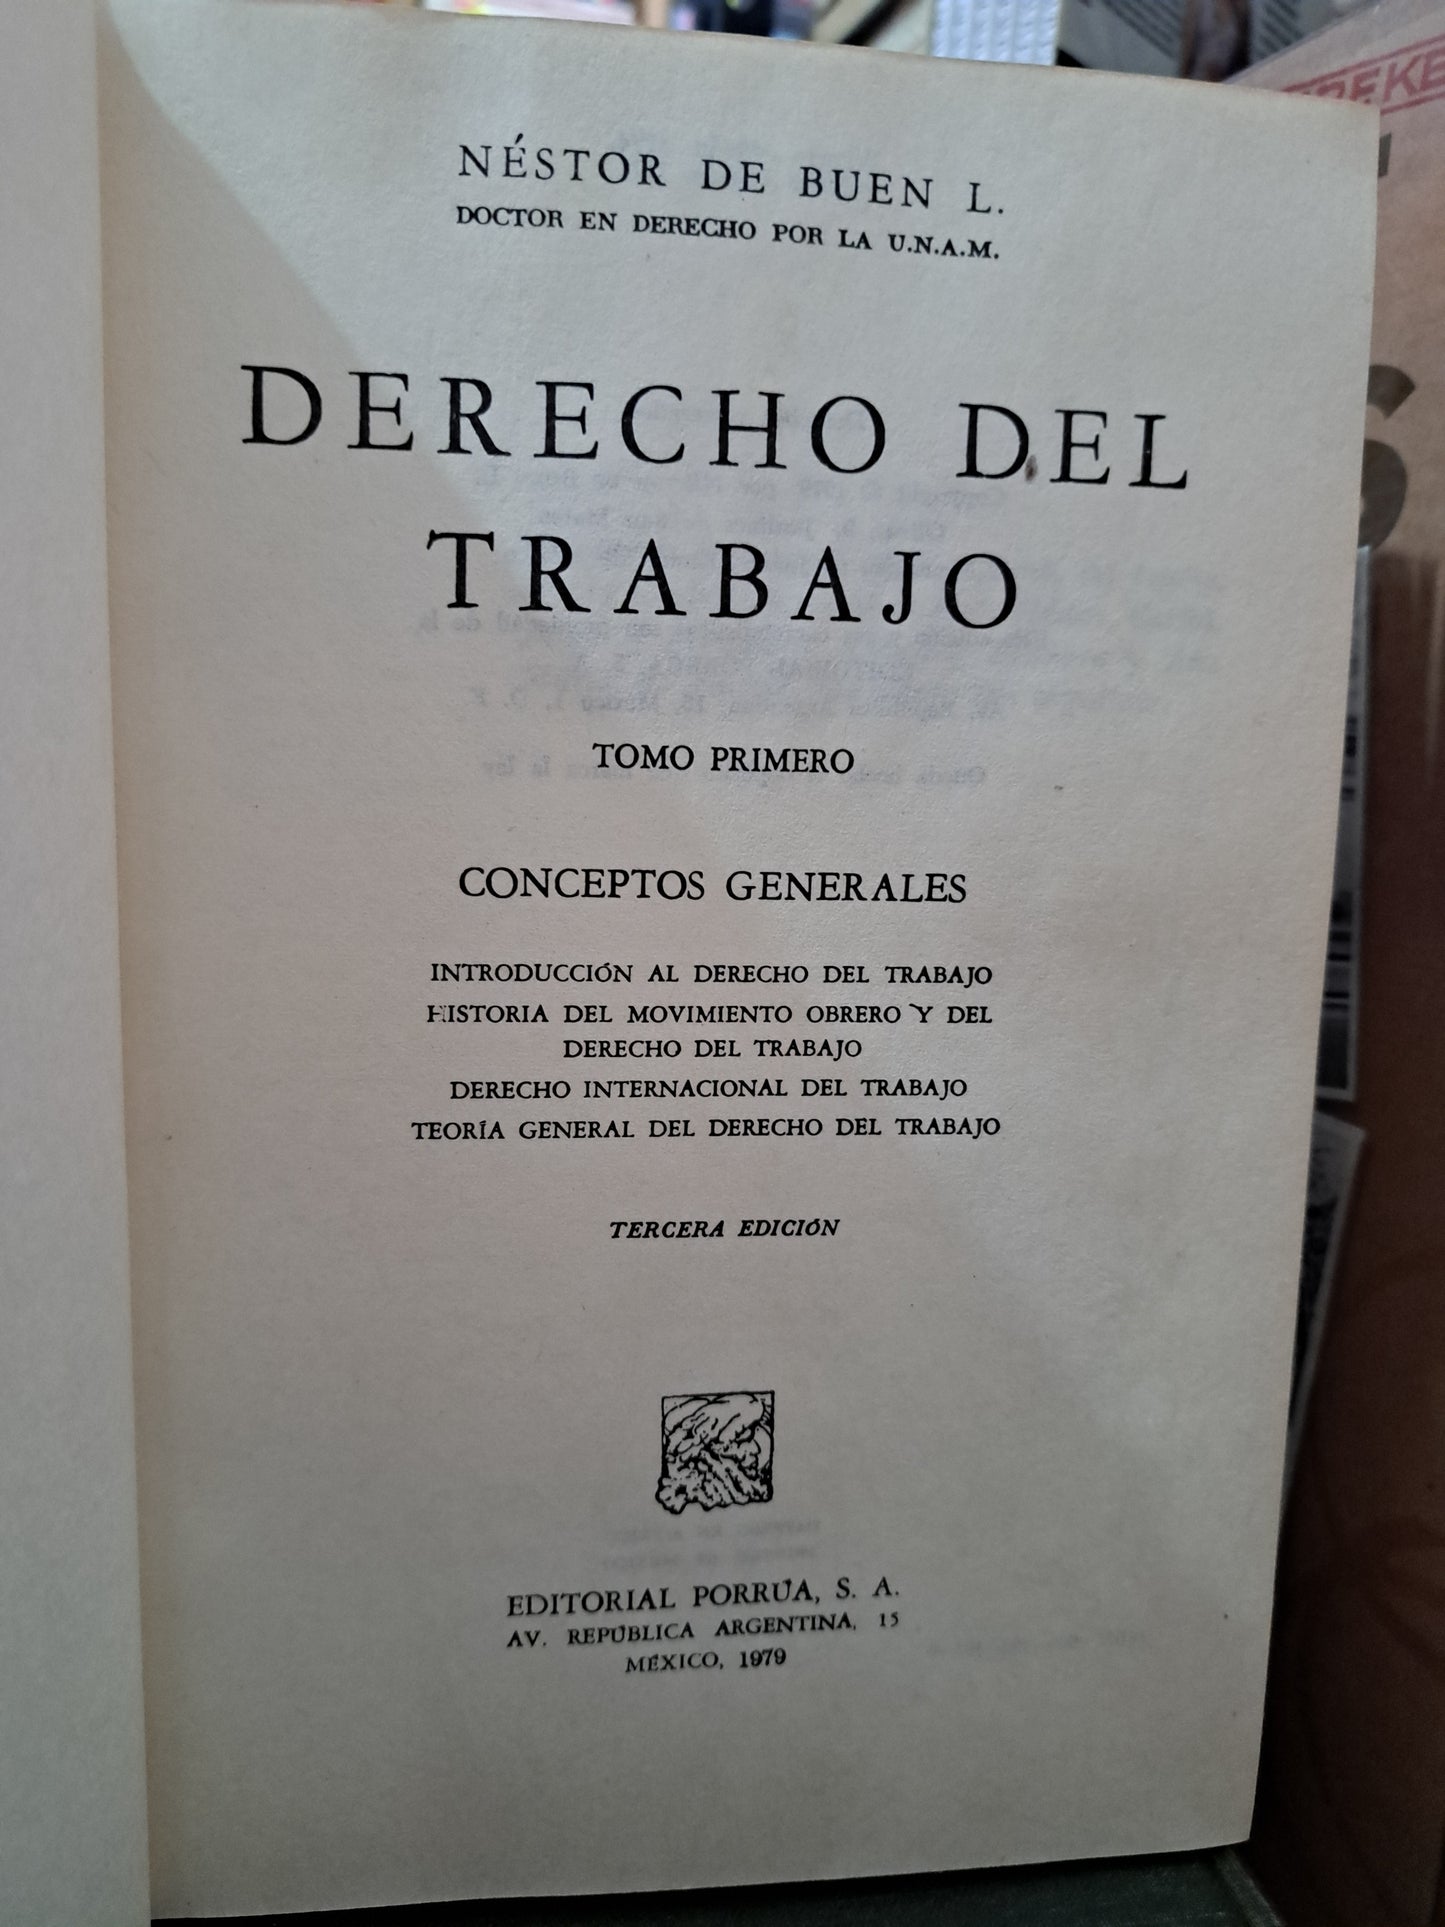 NÉSTOR DE BUEN L.
DOCTOR EN DERECHO POR LA U.N.A.M.
DERECHO DEL
TRABAJO
TOMO PRIMERO
CONCEPTOS GENERALES
INTRODUCCIÓN AL DERECHO DEL TRABAJO
HISTORIA DEL MOVIMIENTO OBRERO Y DEL
DERECHO DEL TRABAJO
DERECHO INTERNACIONAL DEL TRABAJO
TEORÍA GENERAL DEL DERECHO DEL TRABAJO
TERCERA EDICIÓN
EDITORIAL PORRÚA, S. A.
AV. REPÚBLICA ARGENTINA, 15
MÉXICO, 1979